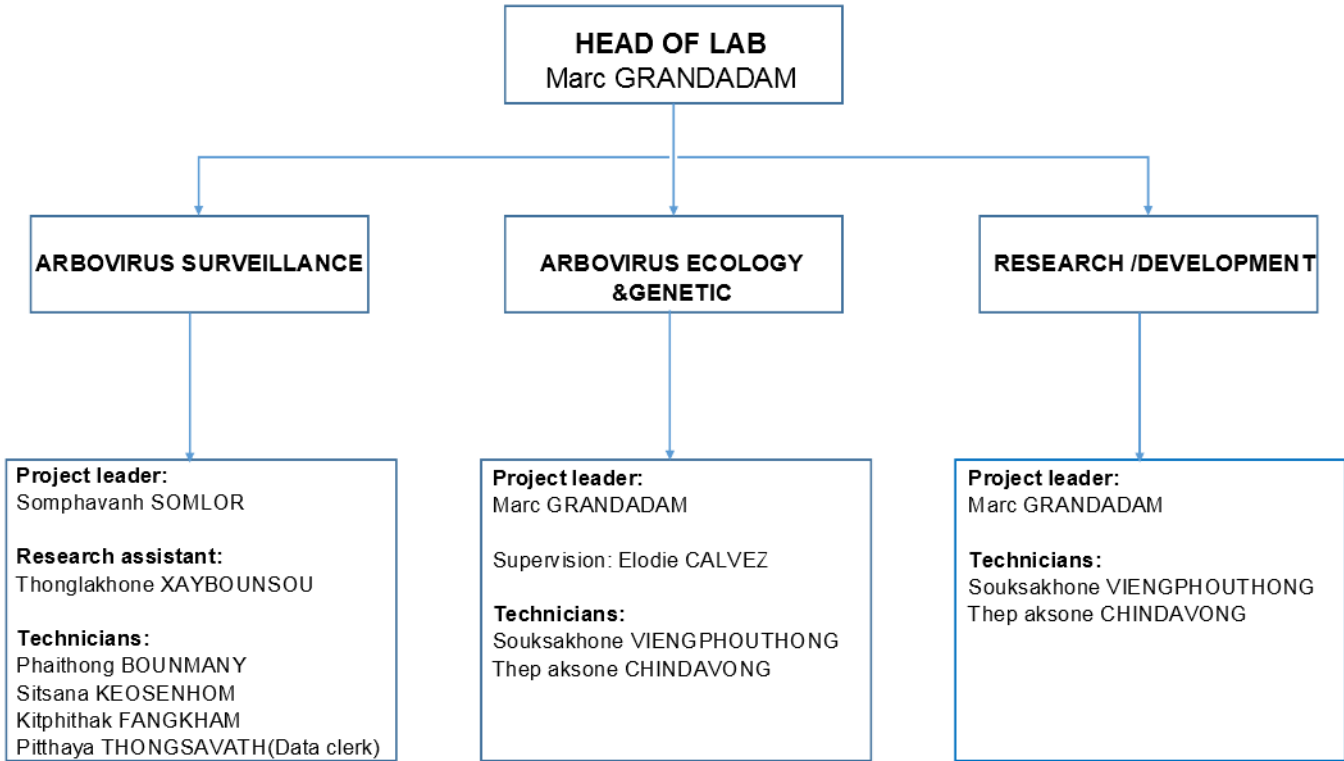 HEAD OF LAB
Marc GRANDADAM
ARBOVIRUS SURVEILLANCE
ARBOVIRUS ECOLOGY
&GENETIC
RESEARCH /DEVELOPMENT
Project leader:
Somphavanh SOMLOR
Research assistant:
Thonglakhone XAYBOUNSOU
Technicians:
Phaithong BOUNMANY
Sitsana KEOSENHOM
Kitphithak FANGKHAM
Pitthaya THONGSAVATH(Data clerk)
Project leader:
Marc GRANDADAM
Supervision: Elodie CALVEZ
Technicians:
Souksakhone VIENGPHOUTHONG
Thep aksone CHINDAVONG
Project leader:
Marc GRANDADAM
Technicians:
Souksakhone VIENGPHOUTHONG
Thep aksone CHINDAVONG